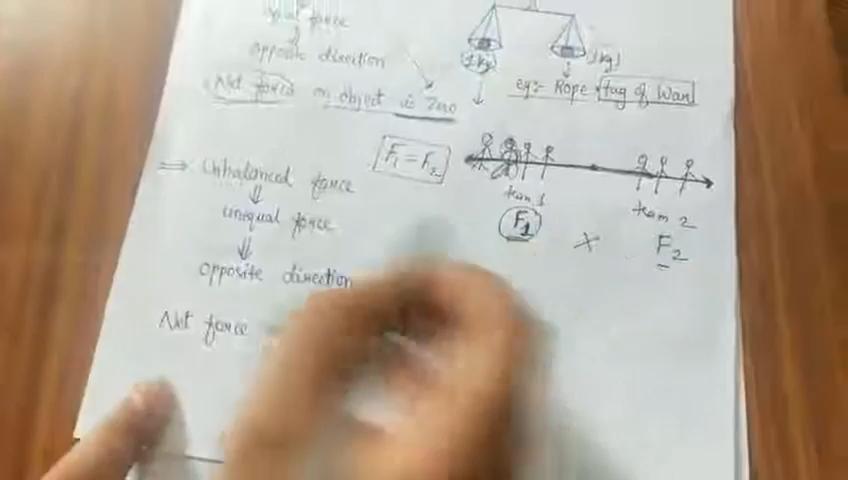 force
opposite direction
1kg
1kg
Net force on object is Zero
eg:- Rope tug of War
F₁ = F₂
⇒ Unbalanced force
team 1
team 2
unequal force
F₁
×
F₂
opposite direction
Net force